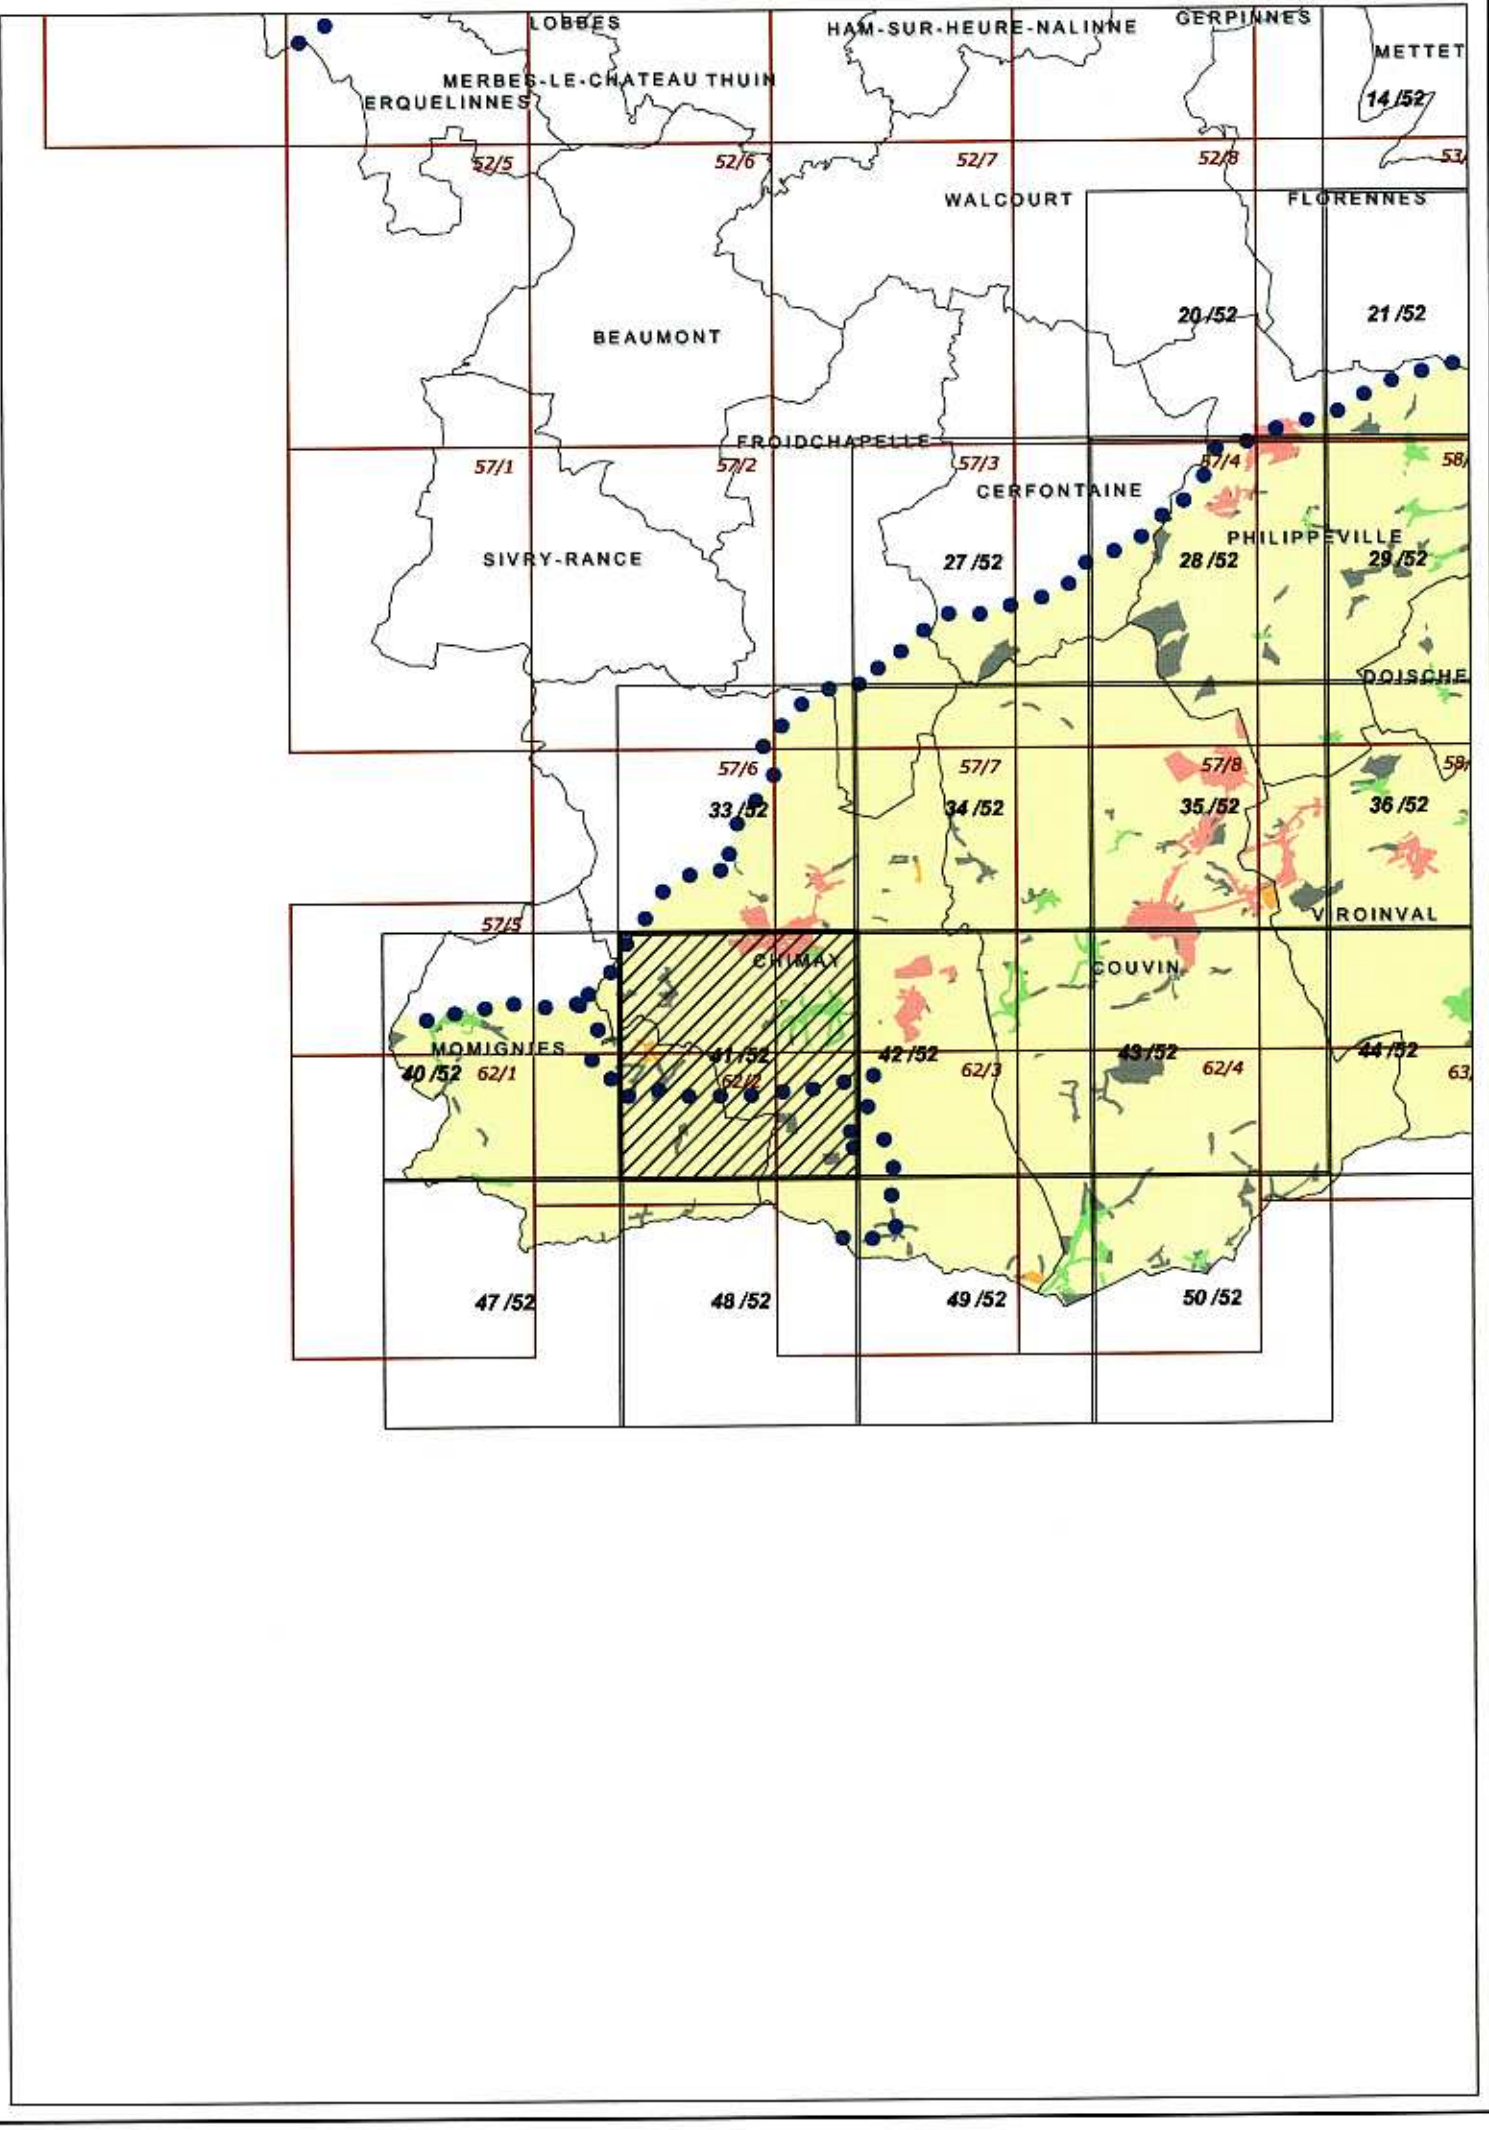 LOBBES
HAM-SUR-HEURE-NALINNE
GERPINNES
METTET
MERBES-LE-CHATEAU THUIN
ERQUELINNES
14 /52
52/5
52/6
52/7
52/8
53/
WALCOURT
FLORENNES
20 /52
21 /52
BEAUMONT
FROIDCHAPELLE
57/1
57/2
57/3
57/4
58/
CERFONTAINE
PHILIPPEVILLE
SIVRY-RANCE
27 /52
28 /52
29 /52
DOISCHE
57/6
57/7
57/8
58/
33 /52
34 /52
35 /52
36 /52
57/5
VIROINVAL
CHIMAY
COUVIN
MOMIGNIES
41 /52
42 /52
43 /52
44 /52
40 /52
62/1
62/2
62/3
62/4
63/
47 /52
48 /52
49 /52
50 /52